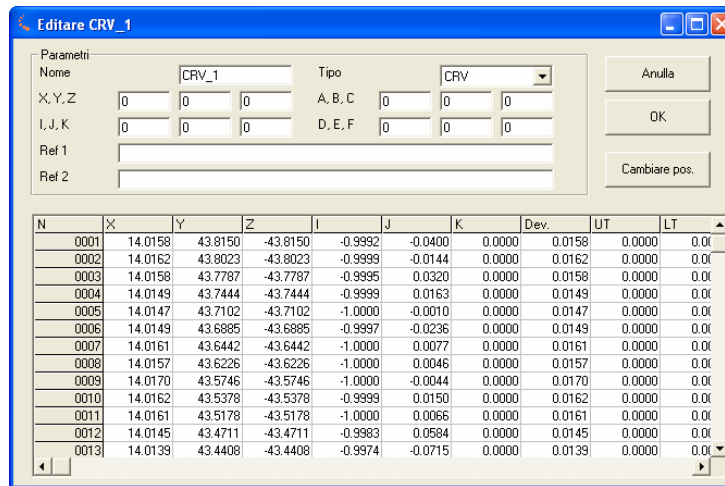 Editare CRV_1
Parametri
Nome CRV_1 Tipo CRV Anulla
X, Y, Z 0 0 0 A, B, C 0 0 0
I, J, K 0 0 0 D, E, F 0 0 0 OK
Ref 1
Ref 2 Cambiare pos.
N X Y Z I J K Dev. UT LT
0001 14.0158 43.8150 -43.8150 -0.9992 -0.0400 0.0000 0.0158 0.0000
0002 14.0162 43.8023 -43.8023 -0.9999 -0.0144 0.0000 0.0162 0.0000
0003 14.0158 43.7787 -43.7787 -0.9995 0.0320 0.0000 0.0158 0.0000
0004 14.0149 43.7444 -43.7444 -0.9999 0.0163 0.0000 0.0149 0.0000
0005 14.0147 43.7102 -43.7102 -1.0000 -0.0010 0.0000 0.0147 0.0000
0006 14.0149 43.6885 -43.6885 -0.9997 -0.0236 0.0000 0.0149 0.0000
0007 14.0161 43.6442 -43.6442 -1.0000 0.0077 0.0000 0.0161 0.0000
0008 14.0157 43.6226 -43.6226 -1.0000 0.0046 0.0000 0.0157 0.0000
0009 14.0170 43.5746 -43.5746 -1.0000 -0.0044 0.0000 0.0170 0.0000
0010 14.0162 43.5378 -43.5378 -0.9999 0.0150 0.0000 0.0162 0.0000
0011 14.0161 43.5178 -43.5178 -1.0000 0.0066 0.0000 0.0161 0.0000
0012 14.0145 43.4711 -43.4711 -0.9983 0.0584 0.0000 0.0145 0.0000
0013 14.0139 43.4408 -43.4408 -0.9974 -0.0715 0.0000 0.0139 0.0000